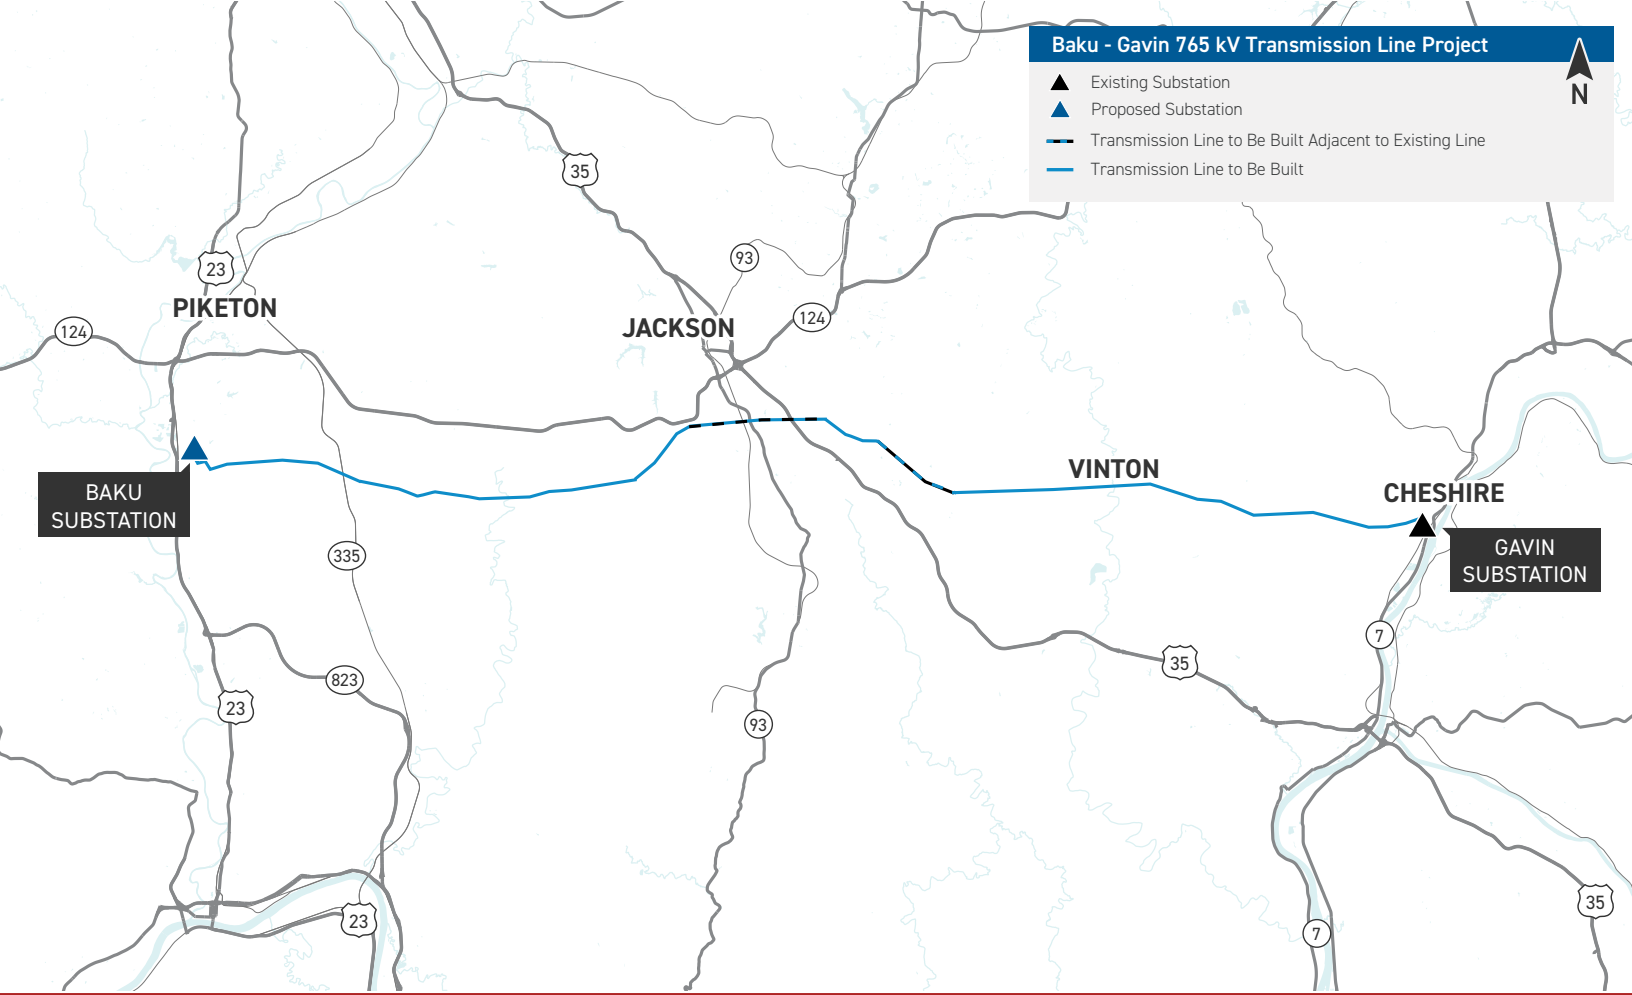 Baku - Gavin 765 kV Transmission Line Project
Existing Substation
Proposed Substation
Transmission Line to Be Built Adjacent to Existing Line
Transmission Line to Be Built
N
35
93
23
PIKETON
124
JACKSON
124
VINTON
CHESHIRE
BAKU
SUBSTATION
GAVIN
SUBSTATION
335
7
35
823
23
93
35
23
7